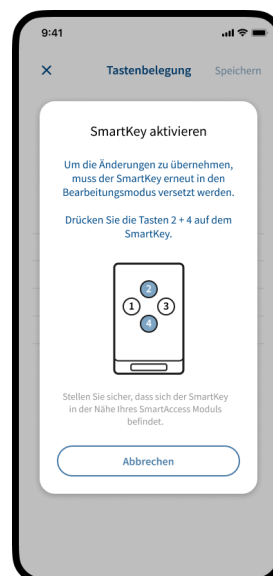 9:41
Tastenbelegung Speichern
SmartKey aktivieren
Um die Änderungen zu übernehmen,
muss der SmartKey erneut in den
Bearbeitungsmodus versetzt werden.
Drücken Sie die Tasten 2 + 4 auf dem
SmartKey.
2
1 3
4
Stellen Sie sicher, dass sich der SmartKey
in der Nähe Ihres SmartAccess Moduls
befindet.
Abbrechen